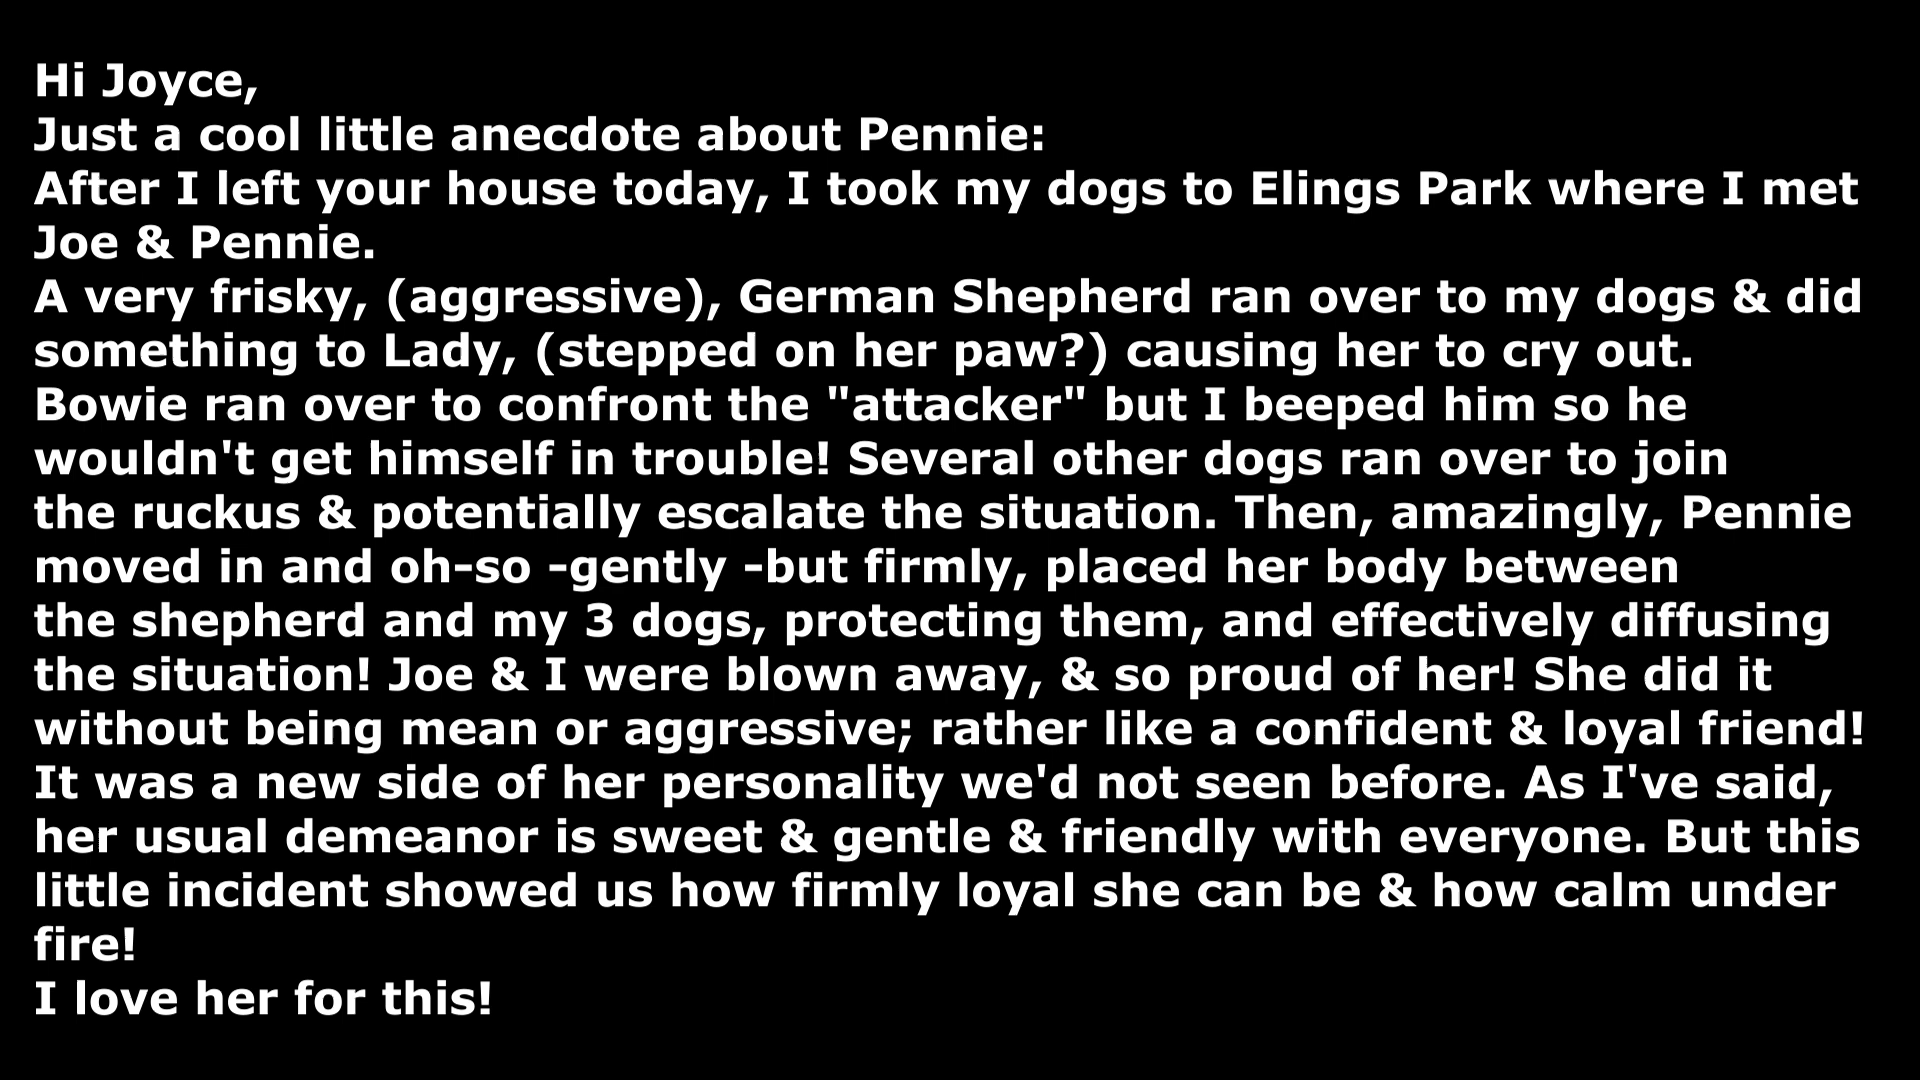 Hi Joyce,
Just a cool little anecdote about Pennie:
After I left your house today, I took my dogs to Elings Park where I met
Joe & Pennie.
A very frisky, (aggressive), German Shepherd ran over to my dogs & did
something to Lady, (stepped on her paw?) causing her to cry out.
Bowie ran over to confront the "attacker" but I beeped him so he
wouldn't get himself in trouble! Several other dogs ran over to join
the ruckus & potentially escalate the situation. Then, amazingly, Pennie
moved in and oh-so -gently -but firmly, placed her body between
the shepherd and my 3 dogs, protecting them, and effectively diffusing
the situation! Joe & I were blown away, & so proud of her! She did it
without being mean or aggressive; rather like a confident & loyal friend!
It was a new side of her personality we'd not seen before. As I've said,
her usual demeanor is sweet & gentle & friendly with everyone. But this
little incident showed us how firmly loyal she can be & how calm under
fire!
I love her for this!